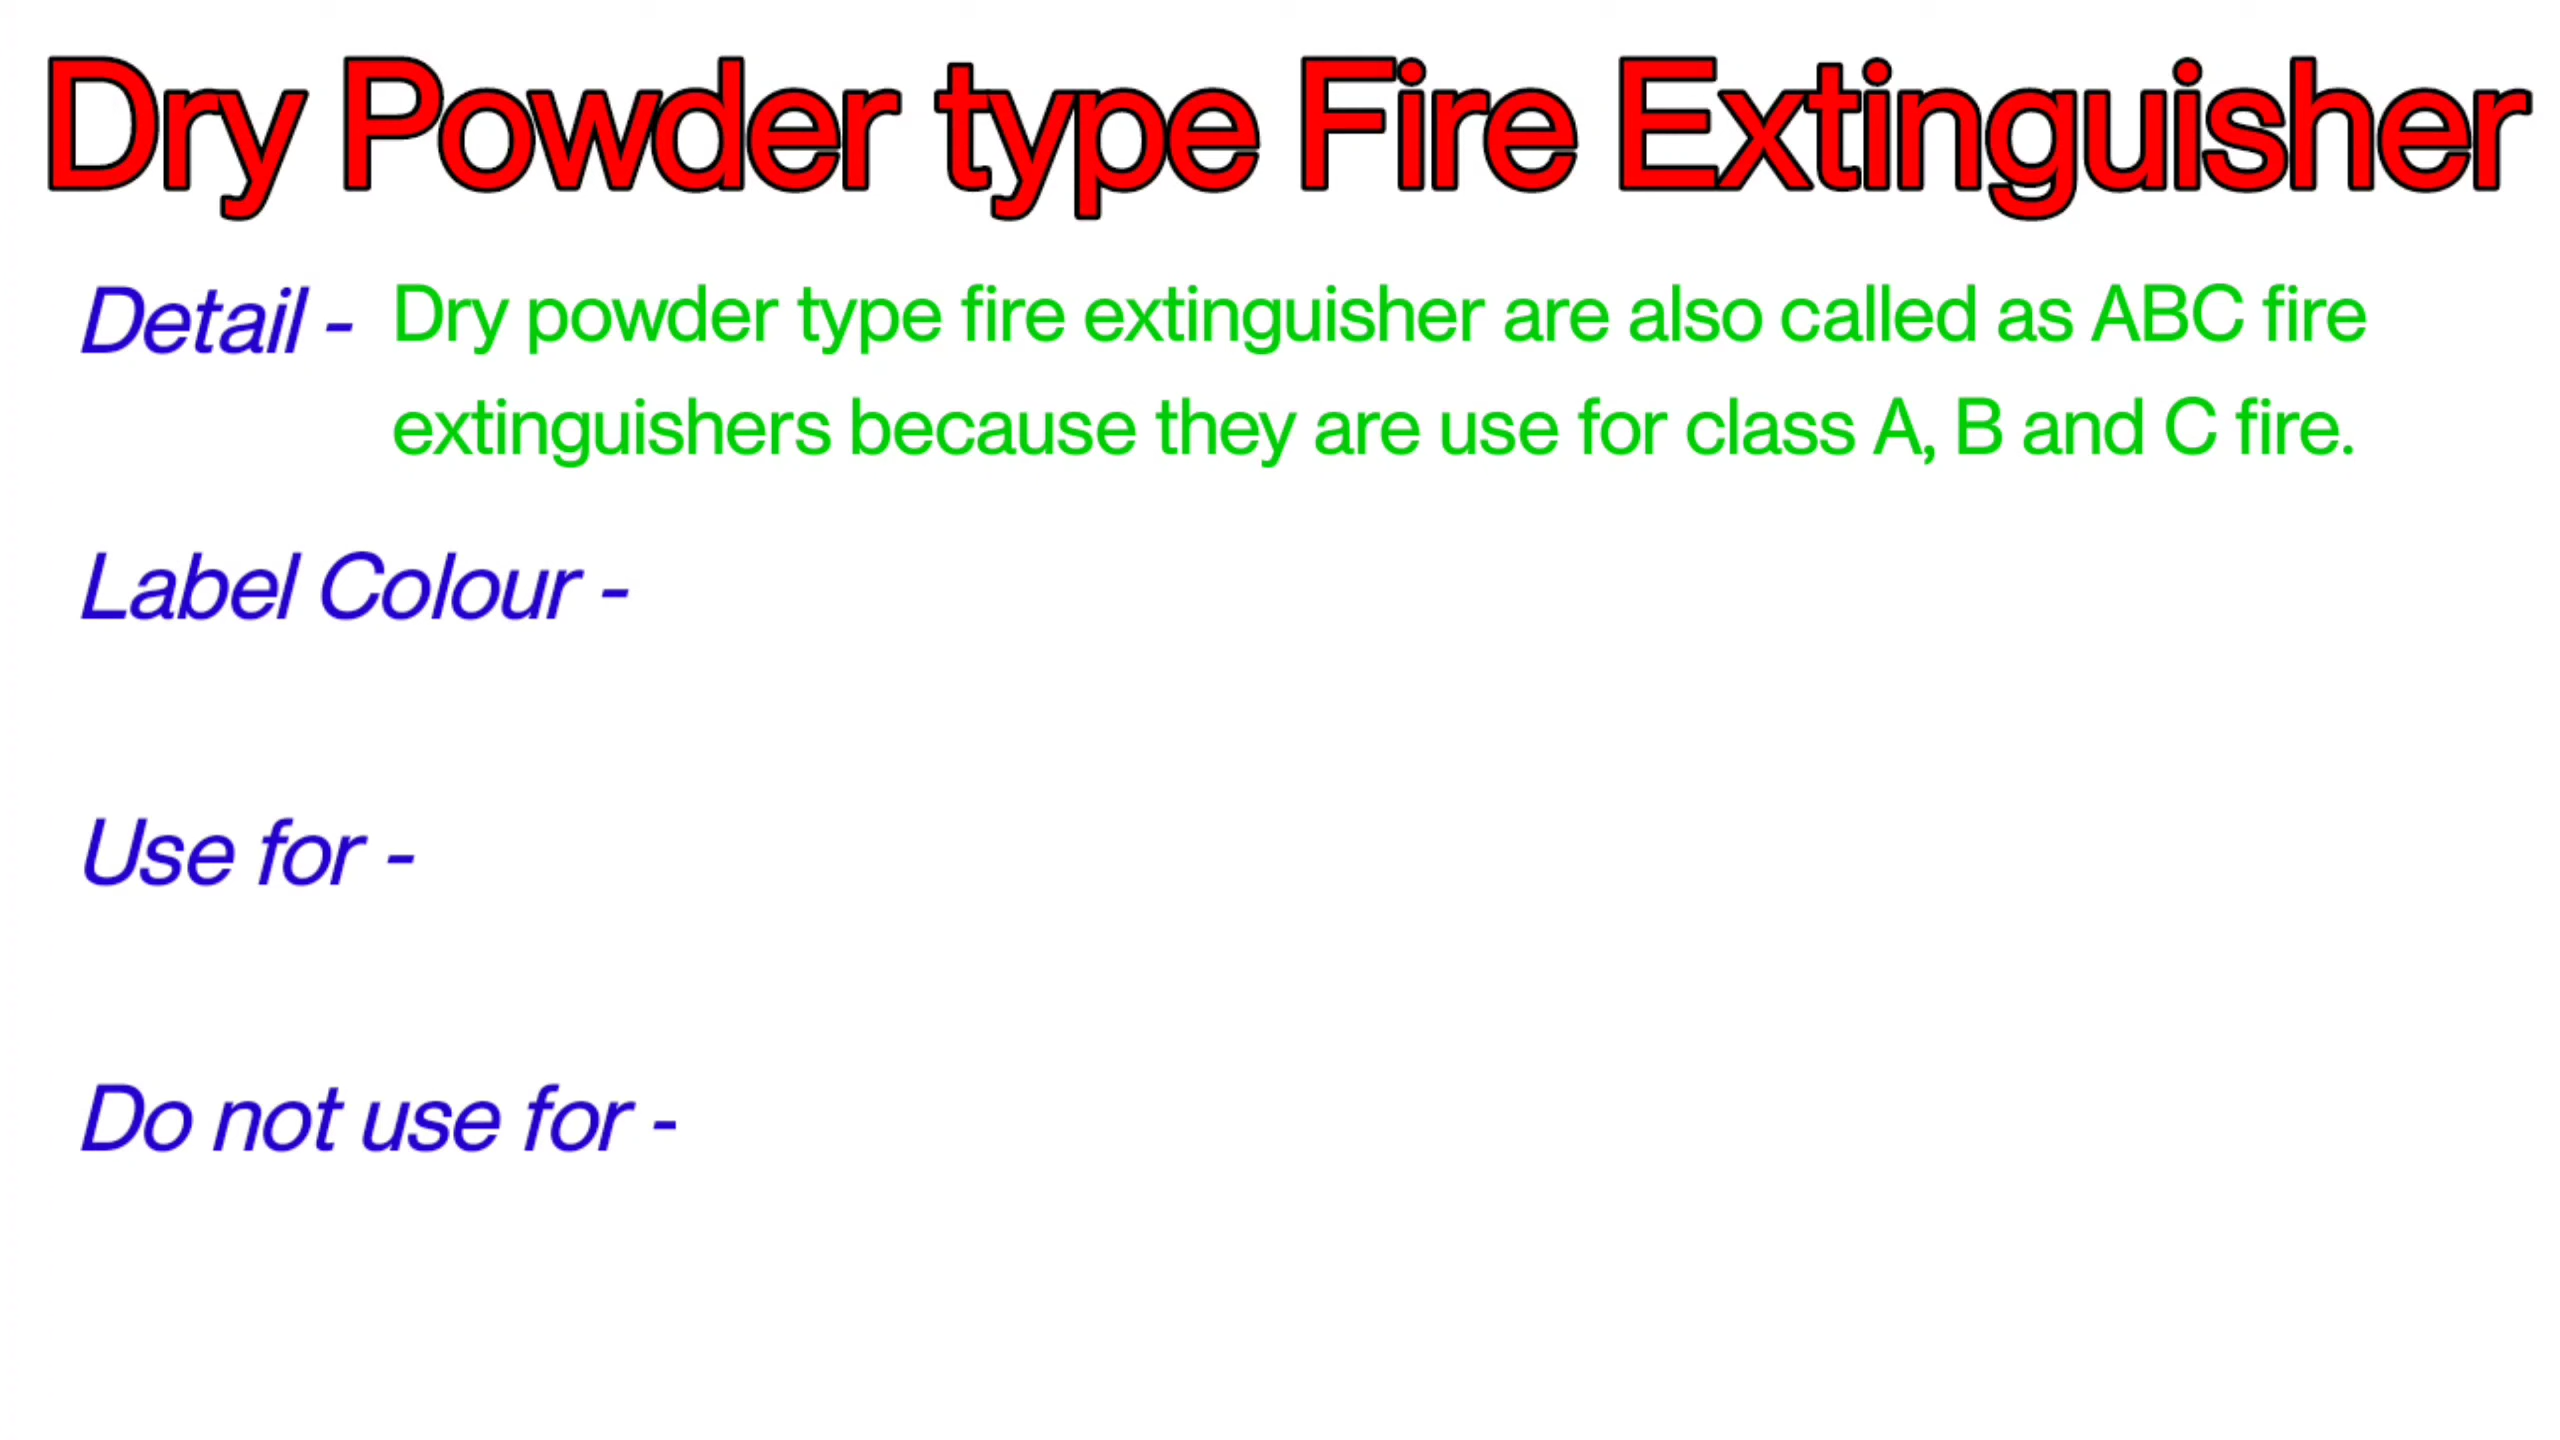 Dry Powder type Fire Extinguisher
Detail - Dry powder type fire extinguisher are also called as ABC fire
extinguishers because they are use for class A, B and C fire.
Label Colour -
Use for -
Do not use for -